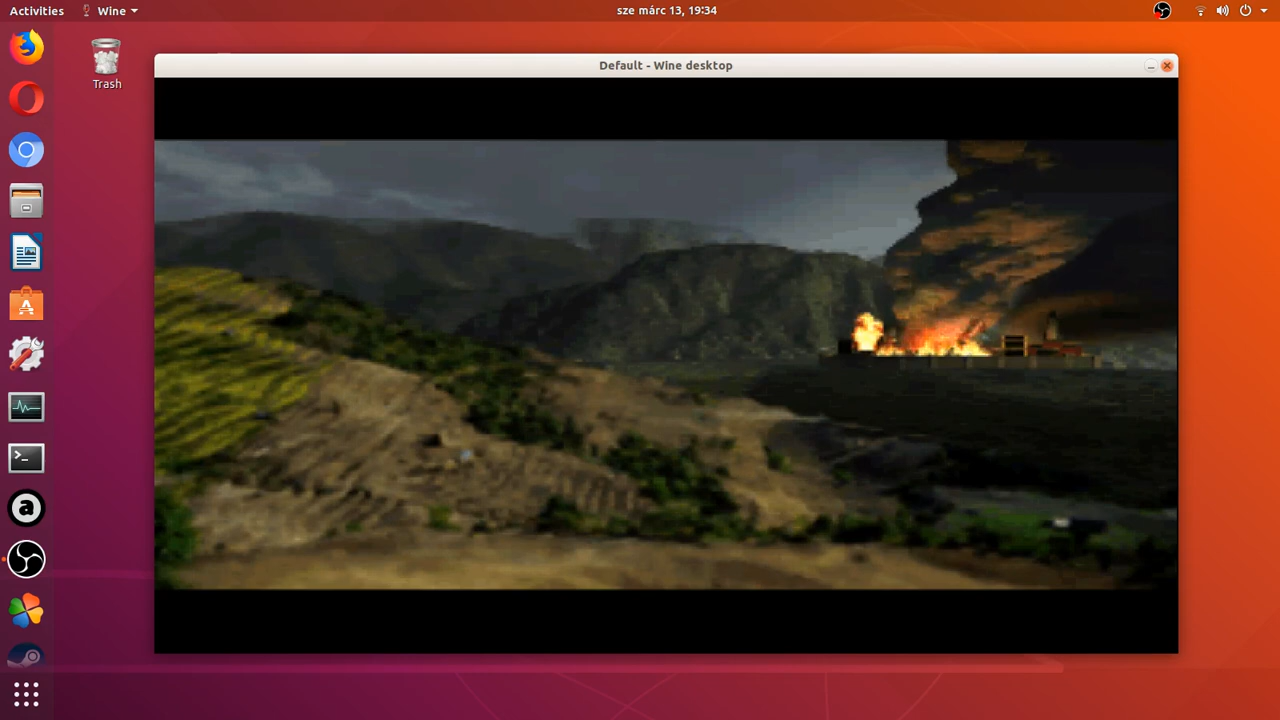 Activities
Wine
sze márc 13, 19:34
Trash
Default - Wine desktop